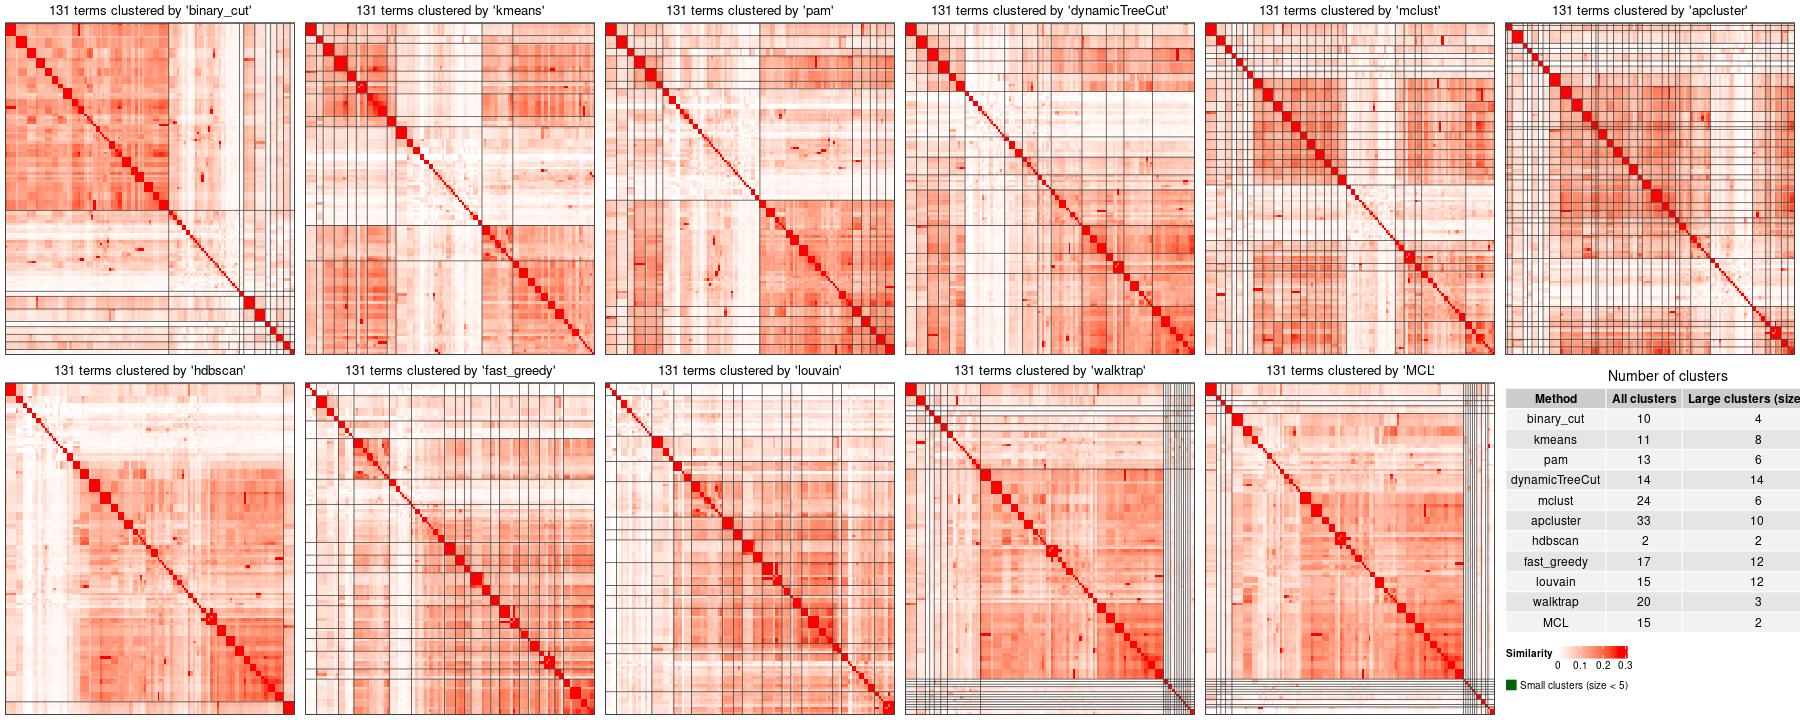 131 terms clustered by 'binary_cut'
131 terms clustered by 'kmeans'
131 terms clustered by 'pam'
131 terms clustered by 'dynamicTreeCut'
131 terms clustered by 'mclust'
131 terms clustered by 'apcluster'
131 terms clustered by 'hdbscan'
131 terms clustered by 'fast_greedy'
131 terms clustered by 'louvain'
131 terms clustered by 'walktrap'
131 terms clustered by 'MCL'
Number of clusters
Method All clusters Large clusters (size
binary_cut 10 4
kmeans 11 8
pam 13 6
dynamicTreeCut 14 14
mclust 24 6
apcluster 33 10
hdbscan 2 2
fast_greedy 17 12
louvain 15 12
walktrap 20 3
MCL 15 2
Similarity
0 0.1 0.2 0.3
Small clusters (size < 5)